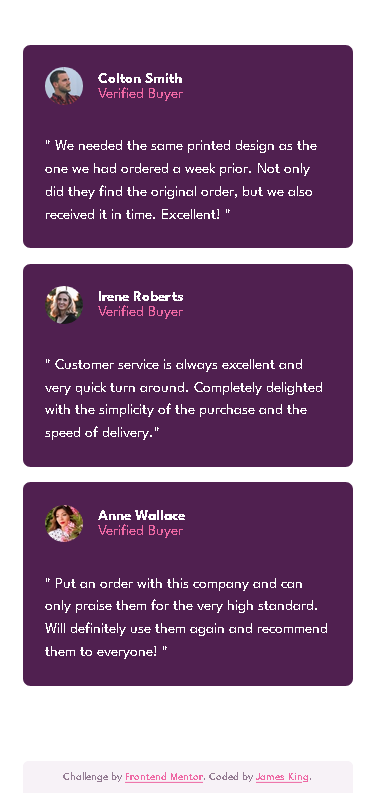 Colton Smith
Verified Buyer
" We needed the same printed design as the
one we had ordered a week prior. Not only
did they find the original order, but we also
received it in time. Excellent! "
Irene Roberts
Verified Buyer
" Customer service is always excellent and
very quick turn around. Completely delighted
with the simplicity of the purchase and the
speed of delivery."
Anne Wallace
Verified Buyer
" Put an order with this company and can
only praise them for the very high standard.
Will definitely use them again and recommend
them to everyone! "
Challenge by Frontend Mentor. Coded by James King.